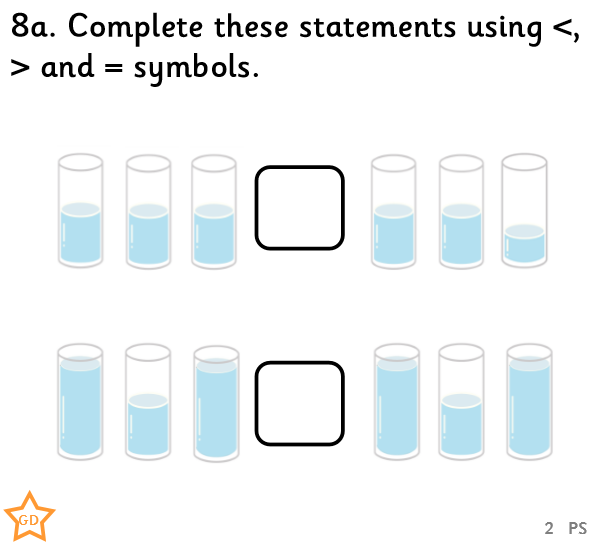 8a. Complete these statements using <,
> and = symbols.
GD
2 PS